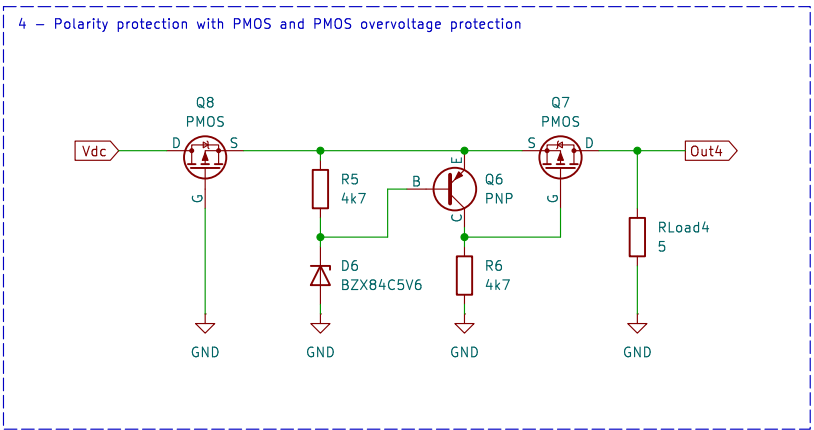 4 - Polarity protection with PMOS and PMOS overvoltage protection
Q8
PMOS
Q7
PMOS
Vdc
D
S
G
R5
4k7
B
E
C
Q6
PNP
S
D
G
Out4
D6
BZX84C5V6
R6
4k7
RLoad4
5
GND
GND
GND
GND